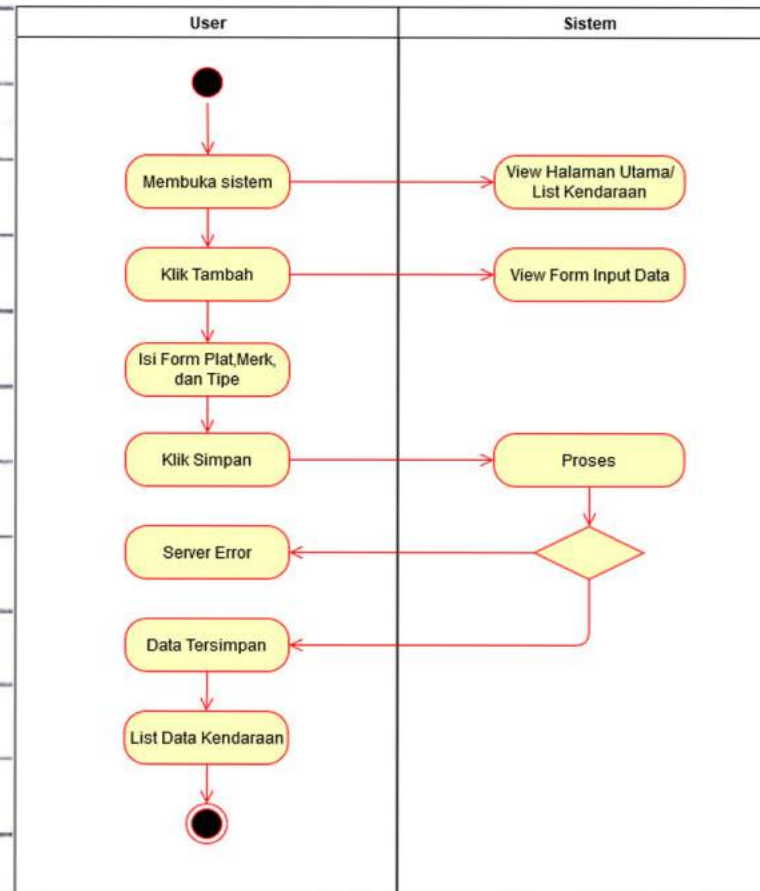 User
Sistem
Membuka sistem
View Halaman Utama/
List Kendaraan
Klik Tambah
View Form Input Data
Isi Form Plat,Merk,
dan Tipe
Klik Simpan
Proses
Server Error
Data Tersimpan
List Data Kendaraan